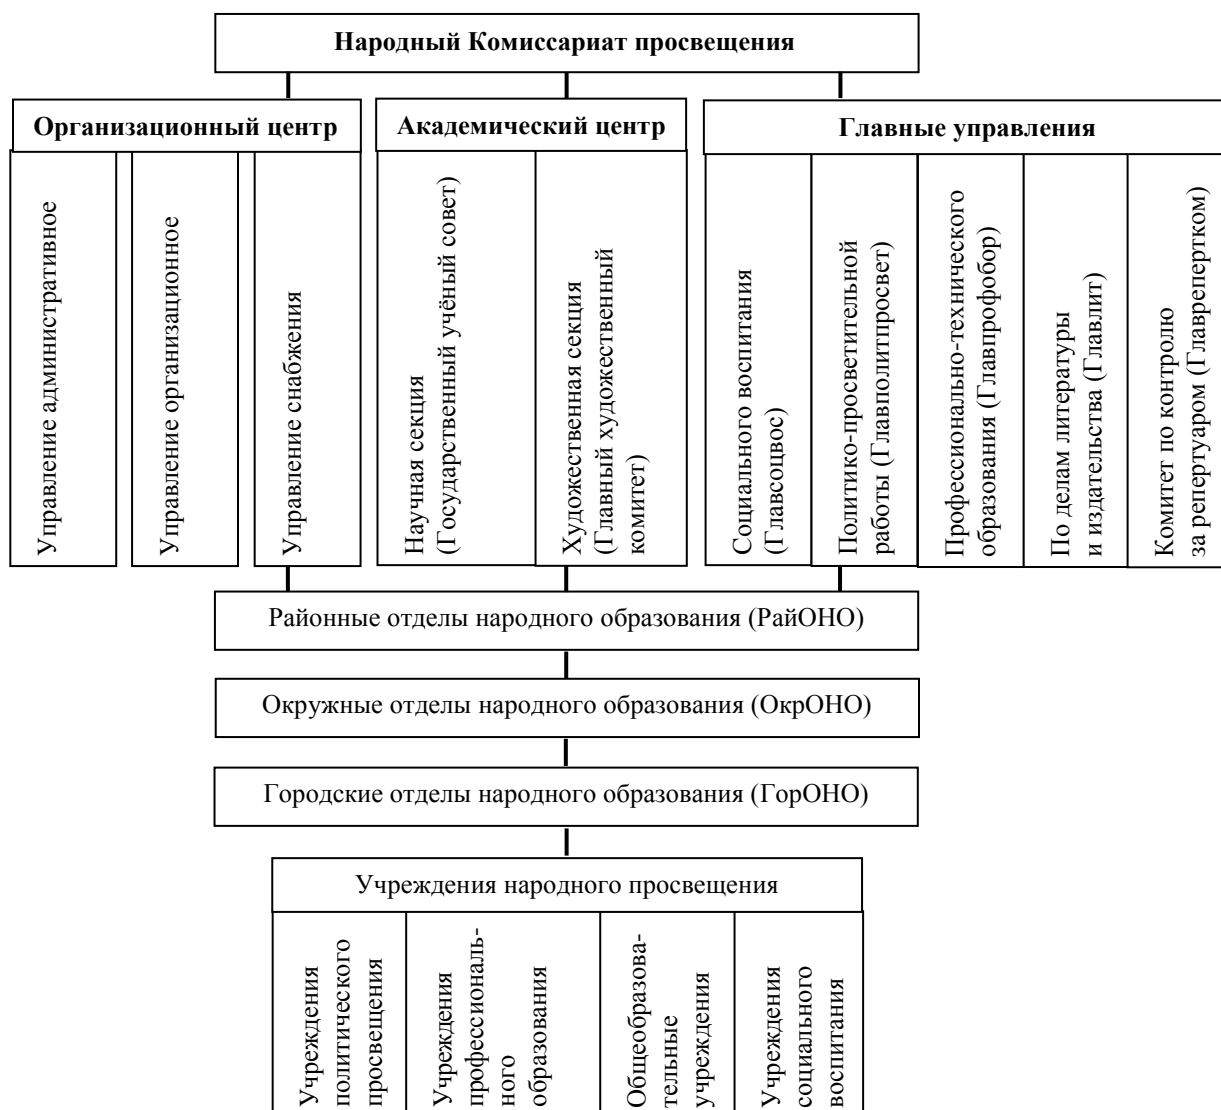 Народный Комиссариат просвещения
Организационный центр
Академический центр
Главные управления
Управление административное
Управление организационное
Управление снабжения
Научная секция
(Государственный учёный совет)
Художественная секция
(Главный художественный
комитет)
Социального воспитания
(Главсоцвос)
Политико-просветительной
работы (Главполитпросвет)
Профессионально-технического
образования (Главпрофобор)
По делам литературы
и издательства (Главлит)
Комитет по контролю
за репертуаром (Главрепертком)
Районные отделы народного образования (РайОНО)
Окружные отделы народного образования (ОкрОНО)
Городские отделы народного образования (ГорОНО)
Учреждения народного просвещения
Учреждения
политического
просвещения
Учреждения
профессиональ-
ного
образования
Общеобразова-
тельные
учреждения
Учреждения
социального
воспитания